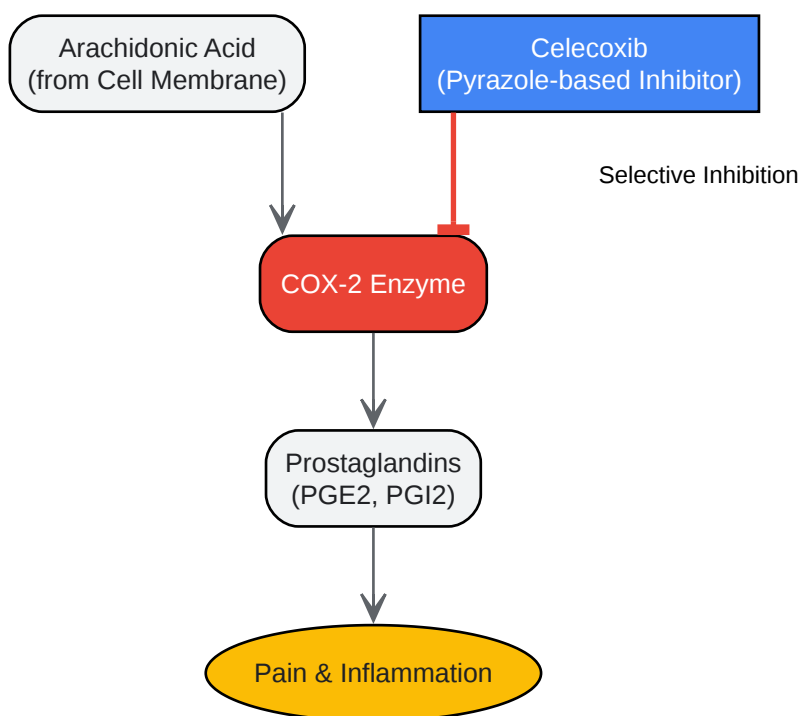 Arachidonic Acid
(from Cell Membrane)
Celecoxib
(Pyrazole-based Inhibitor)
Selective Inhibition
COX-2 Enzyme
Prostaglandins
(PGE2, PGI2)
Pain & Inflammation